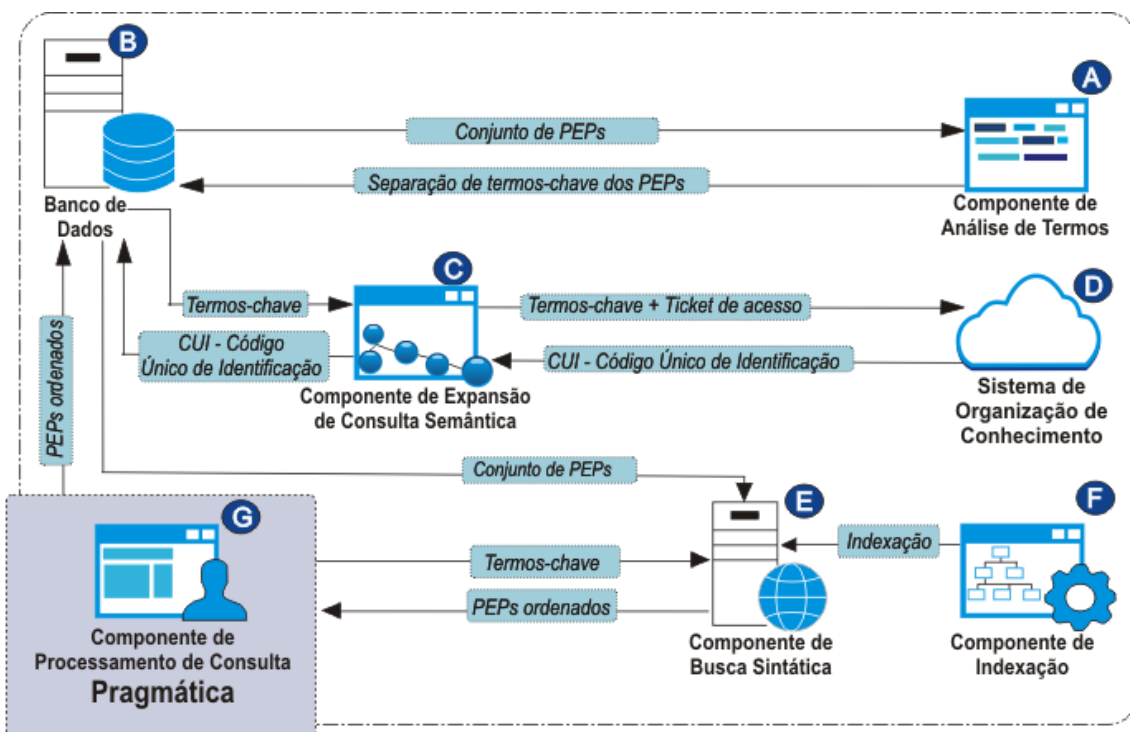 B
A
Conjunto de PEPs
Separação de termos-chave dos PEPs
Banco de
Dados
Componente de
Análise de Termos
C
D
Termos-chave
Termos-chave + Ticket de acesso
CUI - Código
Único de Identificação
CUI - Código Único de Identificação
PEPs ordenados
Componente de Expansão
de Consulta Semântica
Sistema de
Organização de
Conhecimento
Conjunto de PEPs
G
E
F
Indexação
Termos-chave
PEPs ordenados
Componente de
Processamento de Consulta
Pragmática
Componente de
Busca Sintática
Componente de
Indexação